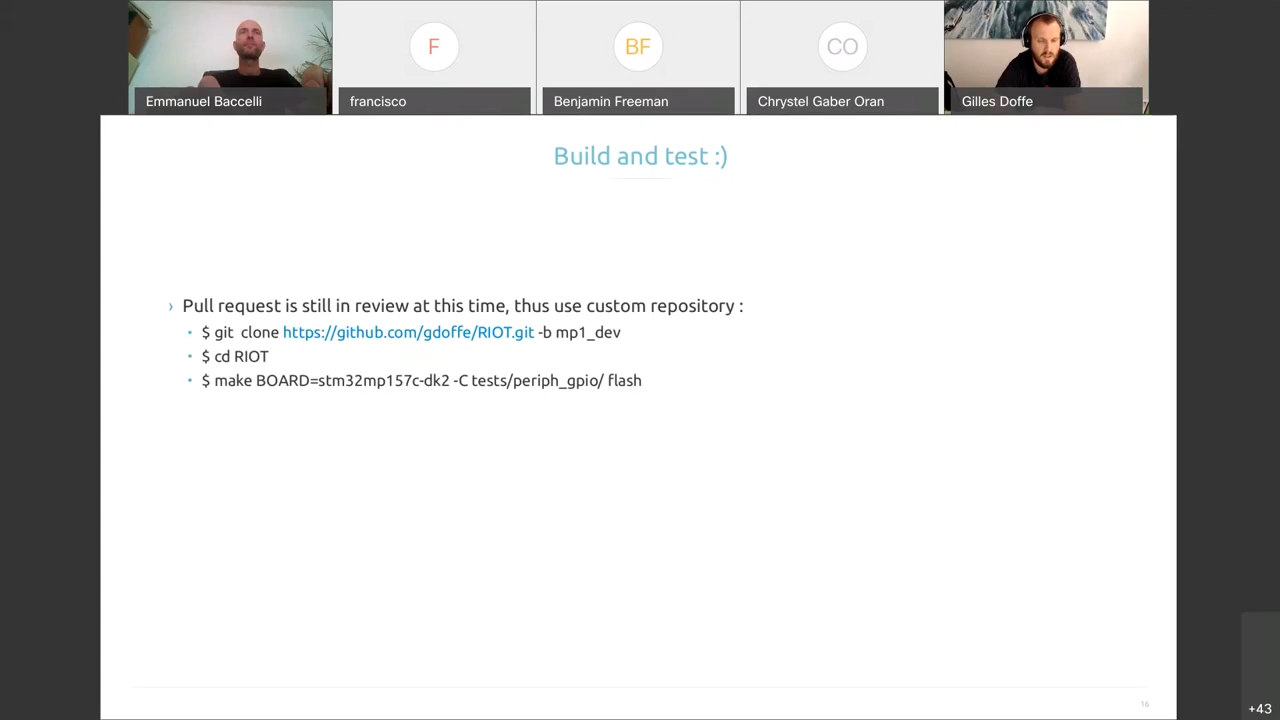 F
BF
CO
Emmanuel Baccelli
francisco
Benjamin Freeman
Chrystel Gaber Oran
Gilles Doffe
Build and test :)
› Pull request is still in review at this time, thus use custom repository :
• $ git clone https://github.com/gdoffe/RIOT.git -b mp1_dev
• $ cd RIOT
• $ make BOARD=stm32mp157c-dk2 -C tests/periph_gpio/ flash
16
+43